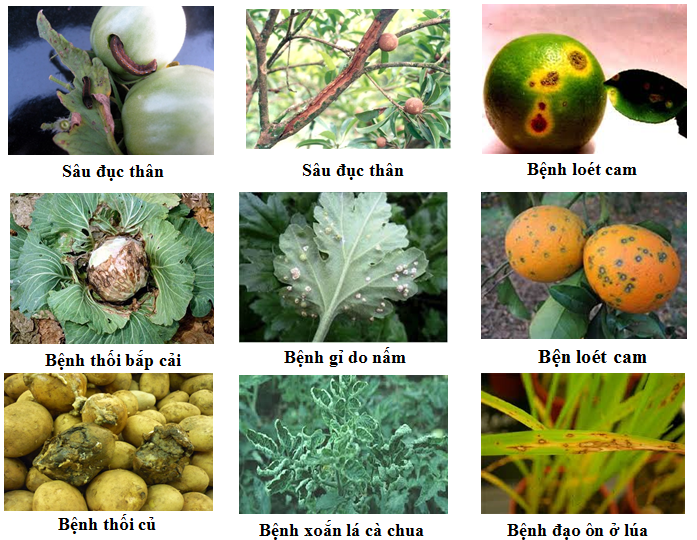 Sâu đục thân
Sâu đục thân
Bệnh loét cam
Bệnh thối bắp cải
Bệnh gỉ do nấm
Bện loét cam
Bệnh thối củ
Bệnh xoắn lá cà chua
Bệnh đạo ôn ở lúa